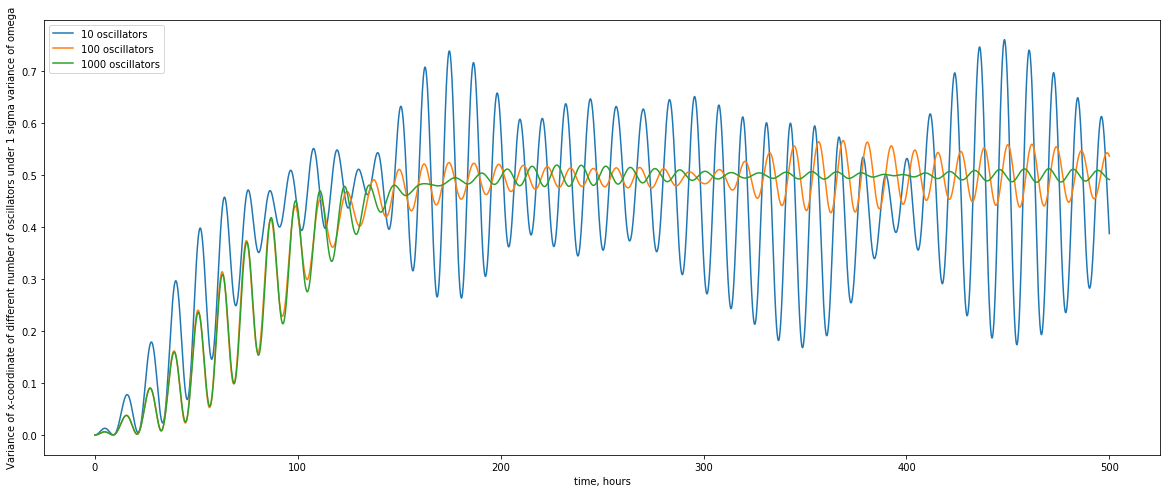 Variance of x-coordinate of different number of oscillators under 1 sigma variance of omega
10 oscillators
100 oscillators
1000 oscillators
0.7
0.6
0.5
0.4
0.3
0.2
0.1
0.0
0 100 200 300 400 500
time, hours